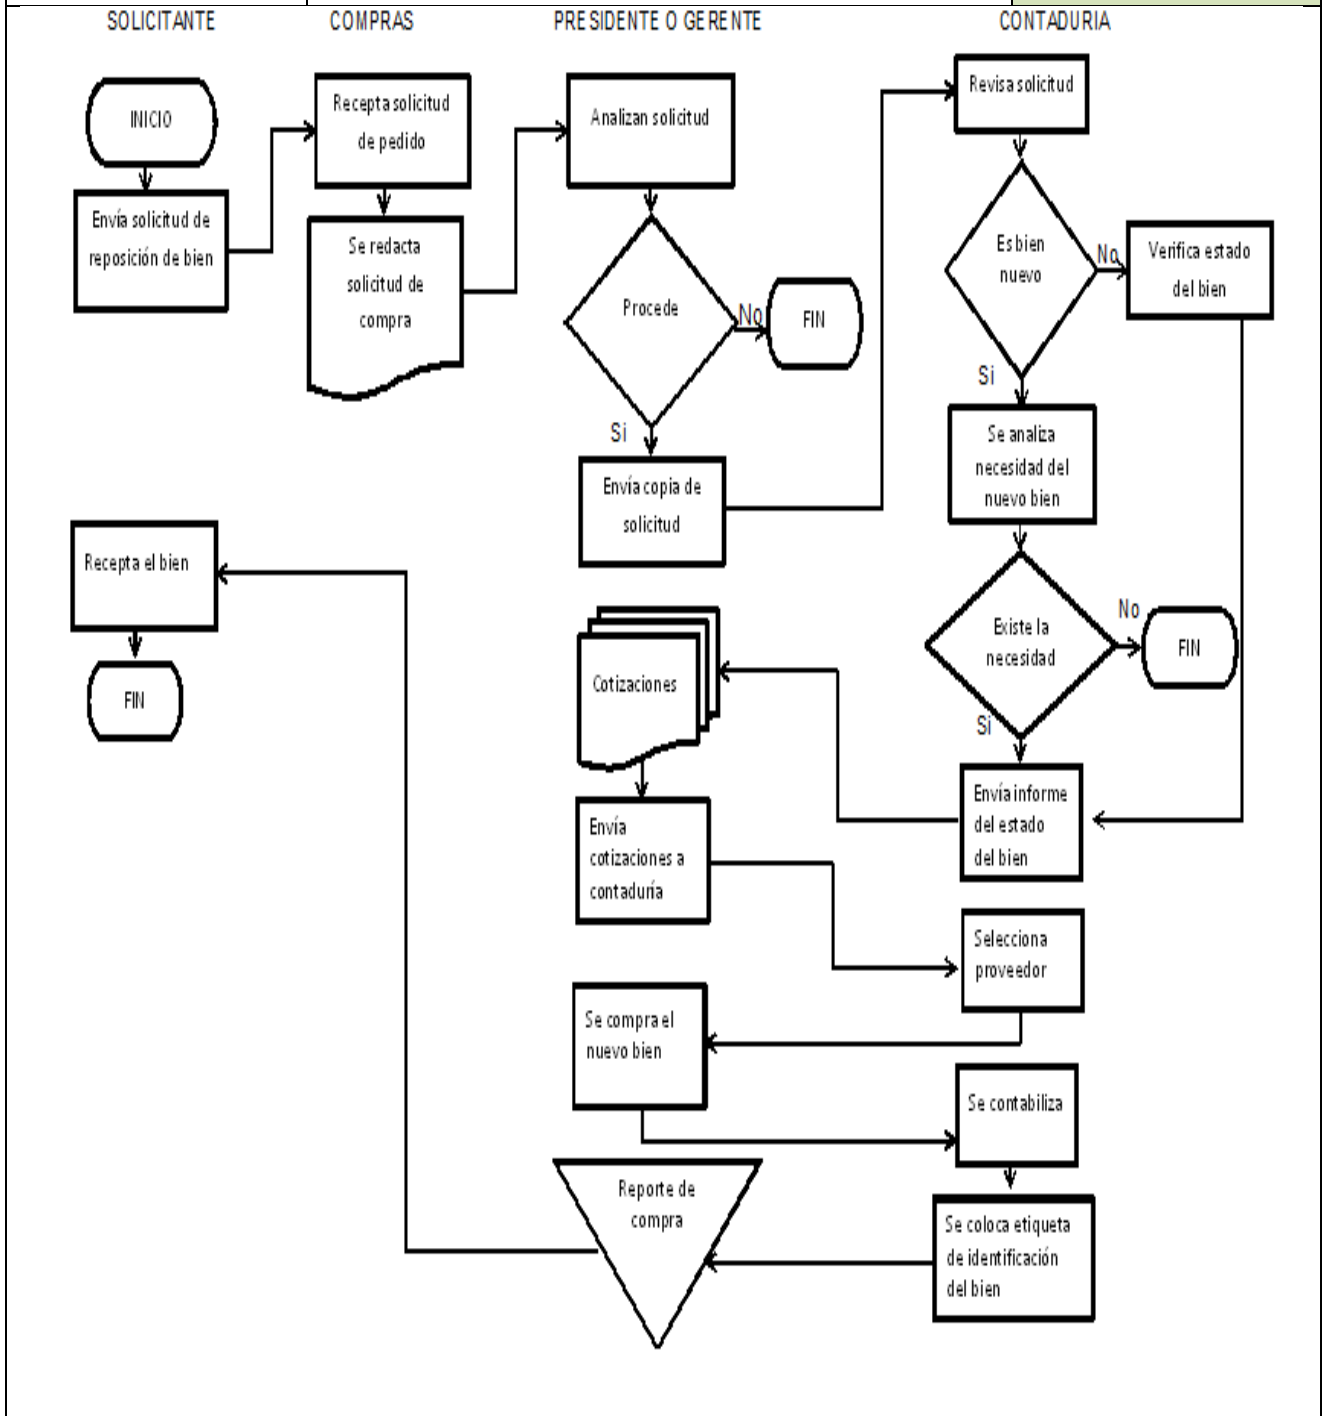 SOLICITANTE
COMPRAS
PRESIDENTE O GERENTE
CONTADURIA
INICIO
Envía solicitud de
reposición de bien
Recepta solicitud
de pedido
Se redacta
solicitud de
compra
Analizan solicitud
Procede
No
FIN
Si
Envía copia de
solicitud
Revisa solicitud
Es bien
nuevo
No
Verifica estado
del bien
Si
Se analiza
necesidad del
nuevo bien
Existe la
necesidad
No
FIN
Si
Envía informe
del estado
del bien
Cotizaciones
Envía
cotizaciones a
contaduría
Selecciona
proveedor
Se compra el
nuevo bien
Se contabiliza
Se coloca etiqueta
de identificación
del bien
Reporte de
compra
Recepta el bien
FIN